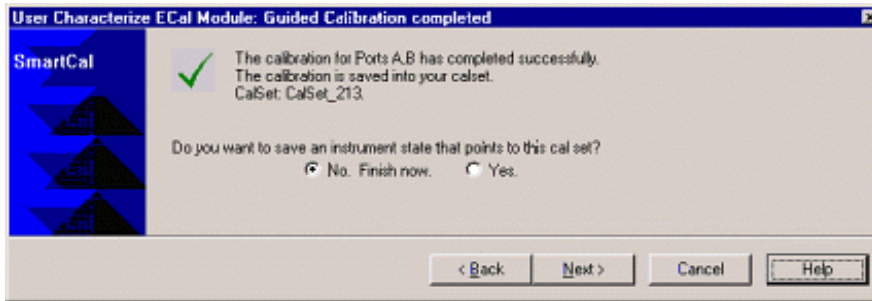 User Characterize ECal Module: Guided Calibration completed
SmartCal
The calibration for Ports A,B has completed successfully.
The calibration is saved into your calset.
CalSet: CalSet_213.
Do you want to save an instrument state that points to this cal set?
No. Finish now. Yes.
< Back Next > Cancel Help